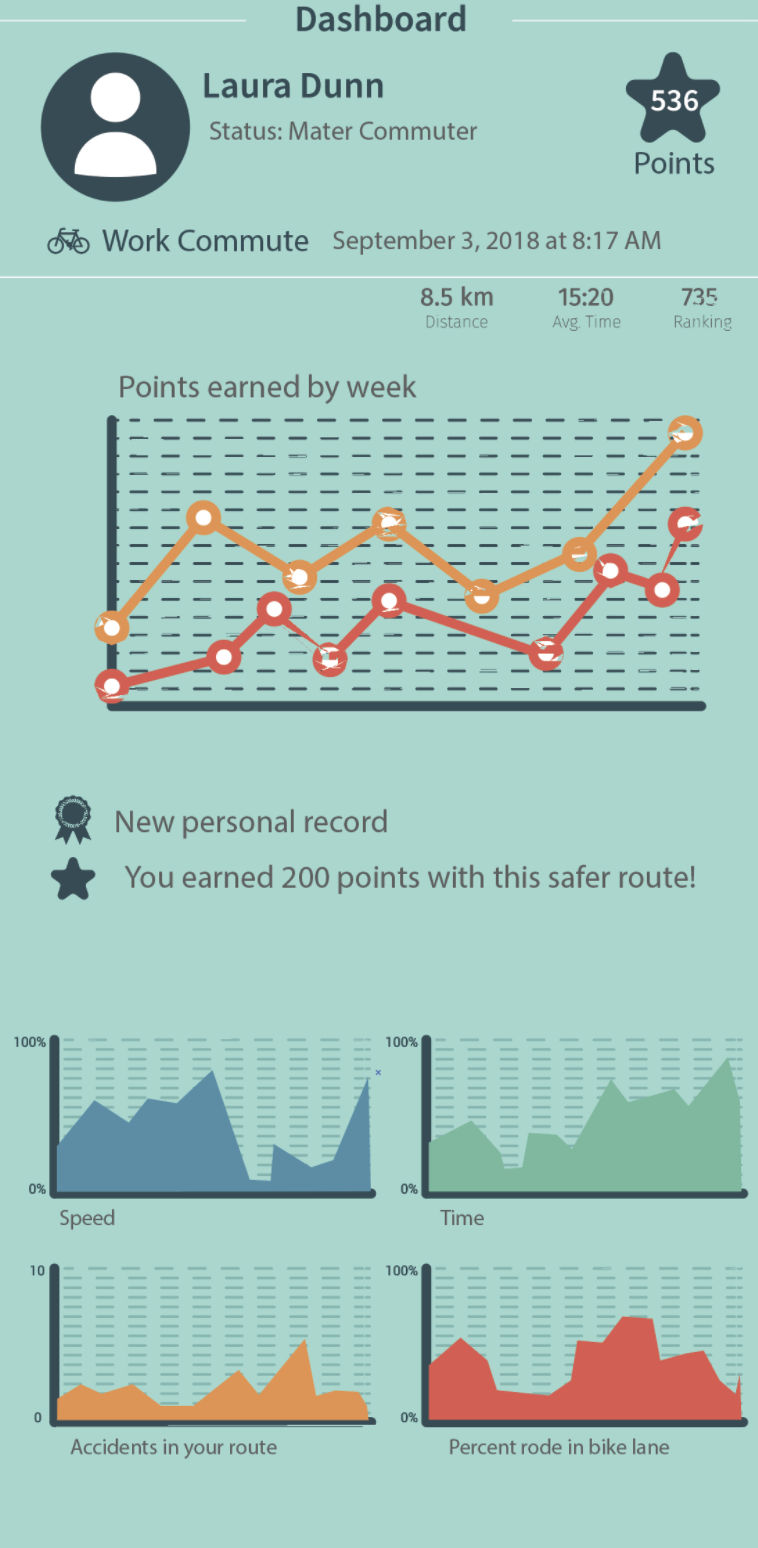 Dashboard
Laura Dunn
Status: Mater Commuter
536
Points
Work Commute September 3, 2018 at 8:17 AM
8.5 km 15:20 735
Distance Avg. Time Ranking
Points earned by week
New personal record
You earned 200 points with this safer route!
100% 100%
0% 0%
Speed Time
10 100%
0 0%
Accidents in your route Percent rode in bike lane